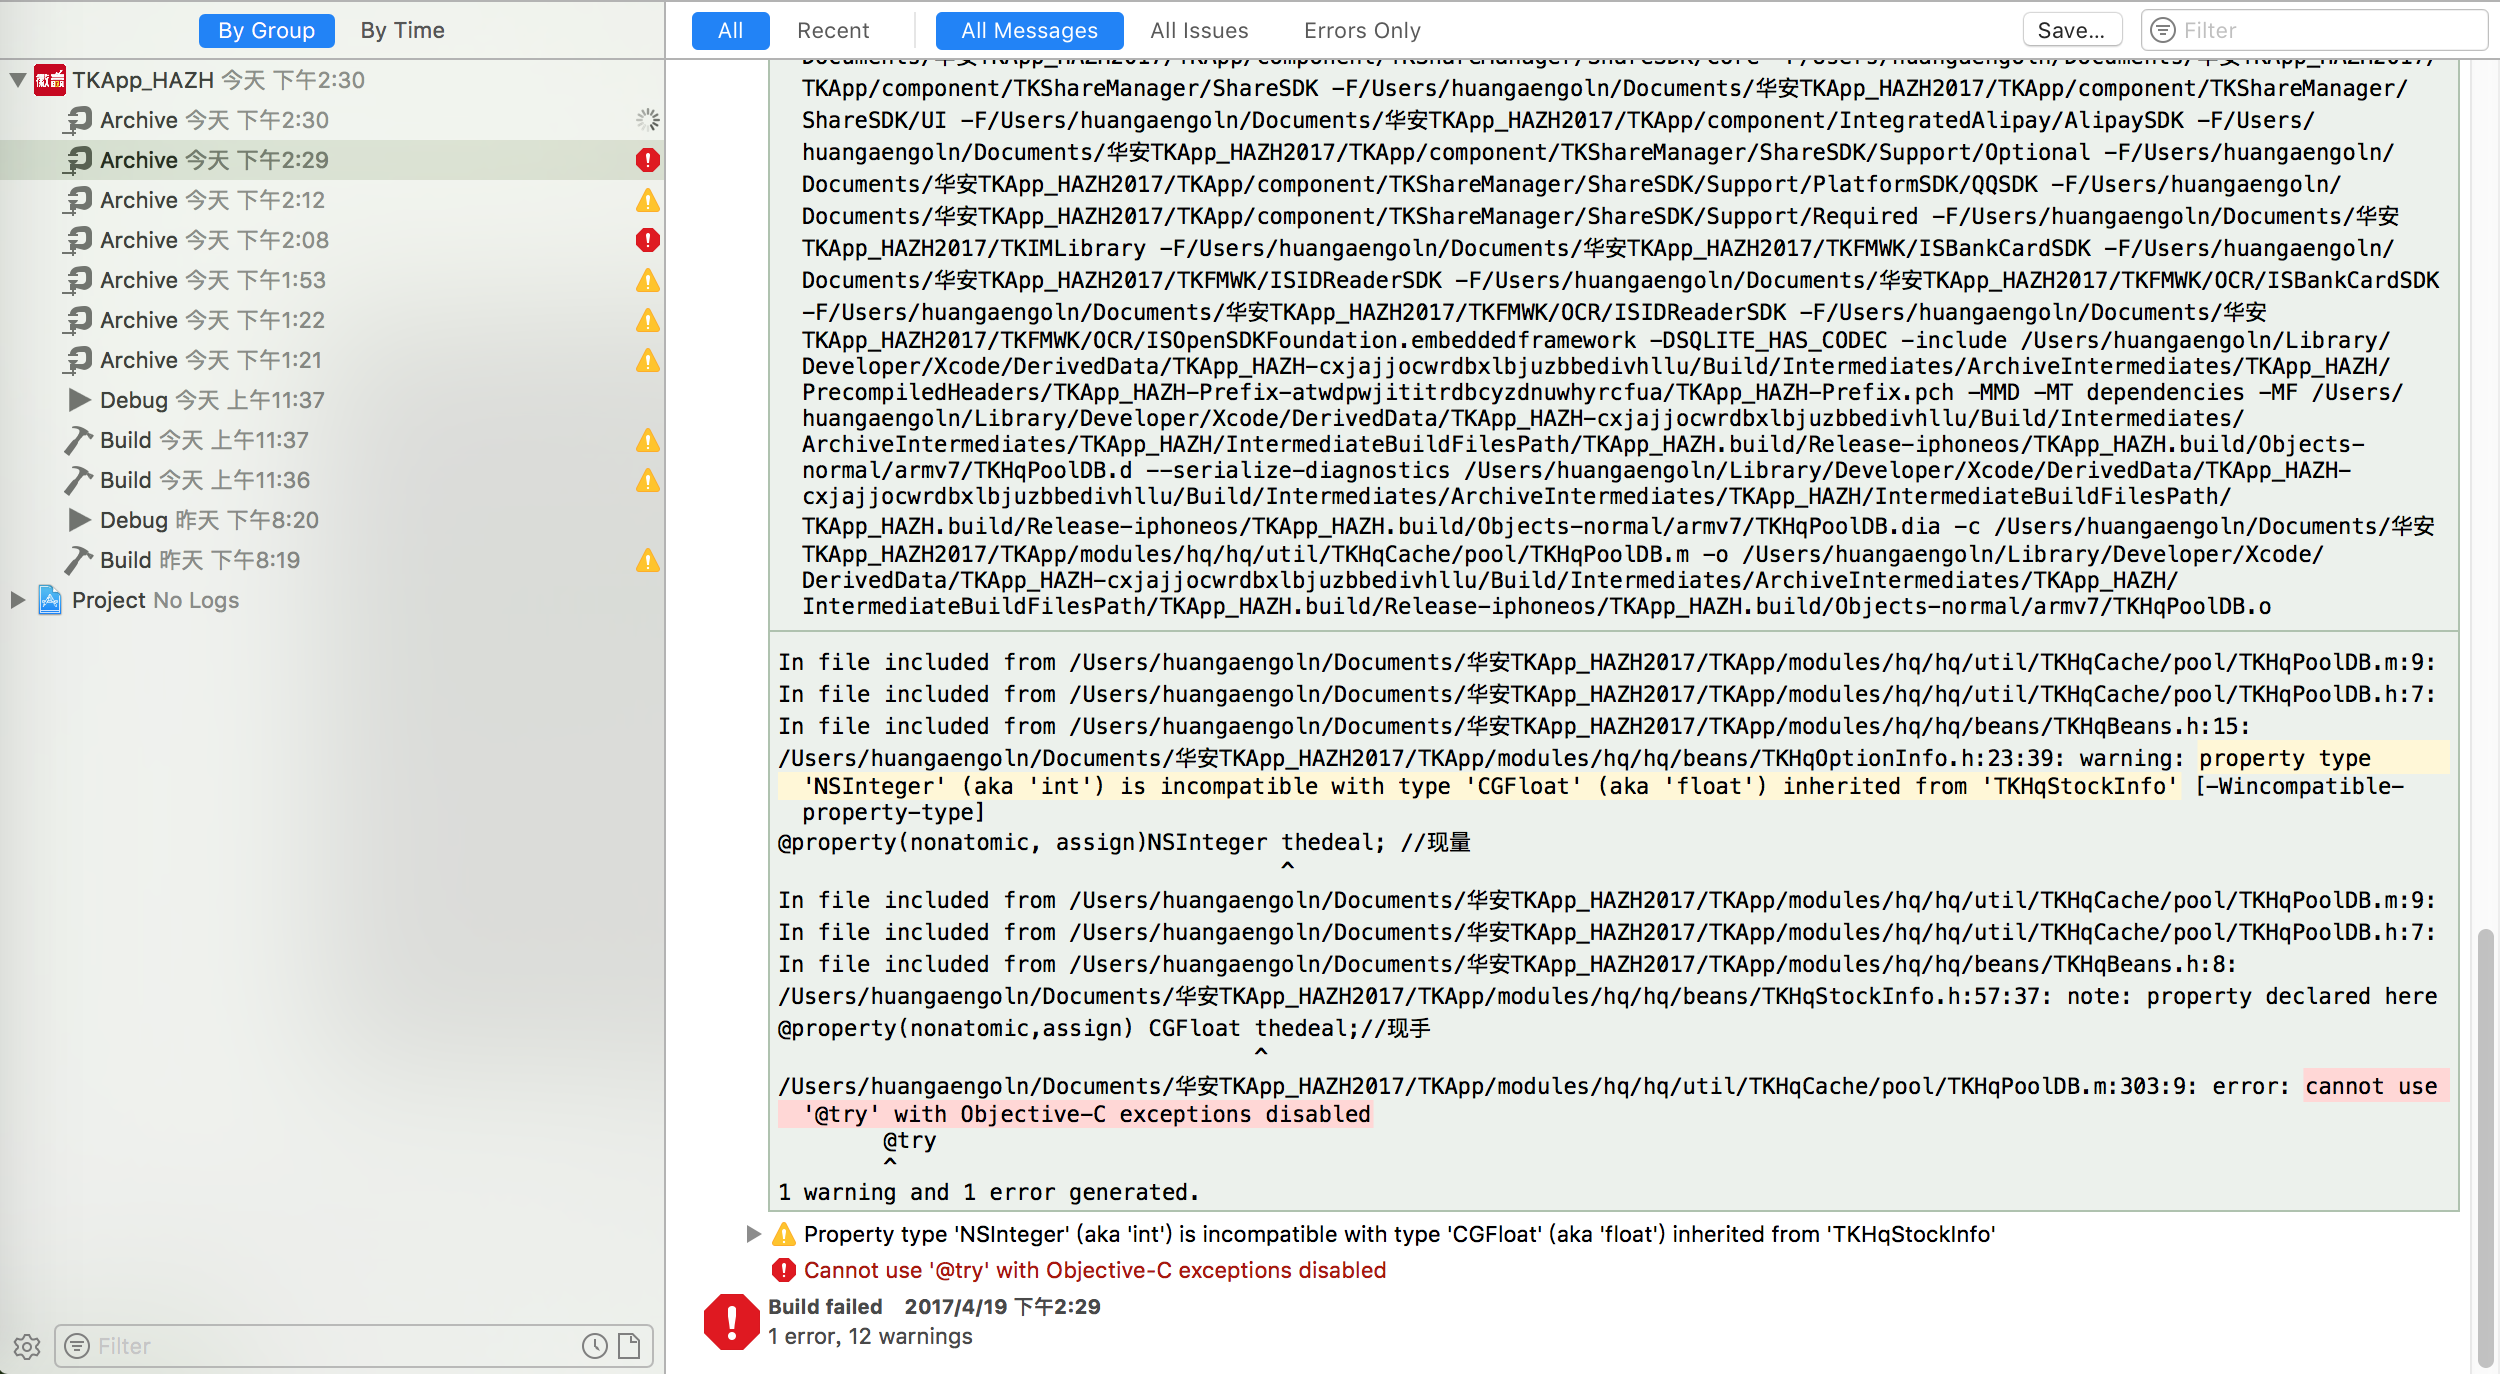 By Group By Time
TKApp_HAZH 今天 下午2:30
Archive 今天 下午2:30
Archive 今天 下午2:29
Archive 今天 下午2:12
Archive 今天 下午2:08
Archive 今天 下午1:53
Archive 今天 下午1:22
Archive 今天 下午1:21
Debug 今天 上午11:37
Build 今天 上午11:37
Build 今天 上午11:36
Debug 昨天 下午8:20
Build 昨天 下午8:19
Project No Logs
Filter
All Recent All Messages All Issues Errors Only Save... Filter
Documents/华安TKApp_HAZH2017/TKApp/component/TKShareManager/ShareSDK/Core -F/Users/huangaengoln/Documents/华安TKApp_HAZH2017/
TKApp/component/TKShareManager/ShareSDK -F/Users/huangaengoln/Documents/华安TKApp_HAZH2017/TKApp/component/TKShareManager/
ShareSDK/UI -F/Users/huangaengoln/Documents/华安TKApp_HAZH2017/TKApp/component/IntegratedAlipay/AlipaySDK -F/Users/
huangaengoln/Documents/华安TKApp_HAZH2017/TKApp/component/TKShareManager/ShareSDK/Support/Optional -F/Users/huangaengoln/
Documents/华安TKApp_HAZH2017/TKApp/component/TKShareManager/ShareSDK/Support/PlatformSDK/QQSDK -F/Users/huangaengoln/
Documents/华安TKApp_HAZH2017/TKApp/component/TKShareManager/ShareSDK/Support/Required -F/Users/huangaengoln/Documents/华安
TKApp_HAZH2017/TKIMLibrary -F/Users/huangaengoln/Documents/华安TKApp_HAZH2017/TKFMWK/ISBankCardSDK -F/Users/huangaengoln/
Documents/华安TKApp_HAZH2017/TKFMWK/ISIDReaderSDK -F/Users/huangaengoln/Documents/华安TKApp_HAZH2017/TKFMWK/OCR/ISBankCardSDK
-F/Users/huangaengoln/Documents/华安TKApp_HAZH2017/TKFMWK/OCR/ISIDReaderSDK -F/Users/huangaengoln/Documents/华安
TKApp_HAZH2017/TKFMWK/OCR/ISOpenSDKFoundation.embeddedframework -DSQLITE_HAS_CODEC -include /Users/huangaengoln/Library/
Developer/Xcode/DerivedData/TKApp_HAZH-cxjajjocwrdbxlbjuzbbedivhllu/Build/Intermediates/ArchiveIntermediates/TKApp_HAZH/
PrecompiledHeaders/TKApp_HAZH-Prefix-atwdpwjititrdbcyzdnuwhyrcfua/TKApp_HAZH-Prefix.pch -MMD -MT dependencies -MF /Users/
huangaengoln/Library/Developer/Xcode/DerivedData/TKApp_HAZH-cxjajjocwrdbxlbjuzbbedivhllu/Build/Intermediates/
ArchiveIntermediates/TKApp_HAZH/IntermediateBuildFilesPath/TKApp_HAZH.build/Release-iphoneos/TKApp_HAZH.build/Objects-
normal/armv7/TKHqPoolDB.d --serialize-diagnostics /Users/huangaengoln/Library/Developer/Xcode/DerivedData/TKApp_HAZH-
cxjajjocwrdbxlbjuzbbedivhllu/Build/Intermediates/ArchiveIntermediates/TKApp_HAZH/IntermediateBuildFilesPath/
TKApp_HAZH.build/Release-iphoneos/TKApp_HAZH.build/Objects-normal/armv7/TKHqPoolDB.dia -c /Users/huangaengoln/Documents/华安
TKApp_HAZH2017/TKApp/modules/hq/hq/util/TKHqCache/pool/TKHqPoolDB.m -o /Users/huangaengoln/Library/Developer/Xcode/
DerivedData/TKApp_HAZH-cxjajjocwrdbxlbjuzbbedivhllu/Build/Intermediates/ArchiveIntermediates/TKApp_HAZH/
IntermediateBuildFilesPath/TKApp_HAZH.build/Release-iphoneos/TKApp_HAZH.build/Objects-normal/armv7/TKHqPoolDB.o
In file included from /Users/huangaengoln/Documents/华安TKApp_HAZH2017/TKApp/modules/hq/hq/util/TKHqCache/pool/TKHqPoolDB.m:9:
In file included from /Users/huangaengoln/Documents/华安TKApp_HAZH2017/TKApp/modules/hq/hq/util/TKHqCache/pool/TKHqPoolDB.h:7:
In file included from /Users/huangaengoln/Documents/华安TKApp_HAZH2017/TKApp/modules/hq/hq/beans/TKHqBeans.h:15:
/Users/huangaengoln/Documents/华安TKApp_HAZH2017/TKApp/modules/hq/hq/beans/TKHqOptionInfo.h:23:39: warning: property type
'NSInteger' (aka 'int') is incompatible with type 'CGFloat' (aka 'float') inherited from 'TKHqStockInfo' [-Wincompatible-
property-type]
@property(nonatomic, assign)NSInteger thedeal; //现量
^
In file included from /Users/huangaengoln/Documents/华安TKApp_HAZH2017/TKApp/modules/hq/hq/util/TKHqCache/pool/TKHqPoolDB.m:9:
In file included from /Users/huangaengoln/Documents/华安TKApp_HAZH2017/TKApp/modules/hq/hq/util/TKHqCache/pool/TKHqPoolDB.h:7:
In file included from /Users/huangaengoln/Documents/华安TKApp_HAZH2017/TKApp/modules/hq/hq/beans/TKHqBeans.h:8:
/Users/huangaengoln/Documents/华安TKApp_HAZH2017/TKApp/modules/hq/hq/beans/TKHqStockInfo.h:57:37: note: property declared here
@property(nonatomic,assign) CGFloat thedeal;//现手
^
/Users/huangaengoln/Documents/华安TKApp_HAZH2017/TKApp/modules/hq/hq/util/TKHqCache/pool/TKHqPoolDB.m:303:9: error: cannot use
'@try' with Objective-C exceptions disabled
@try
^
1 warning and 1 error generated.
Property type 'NSInteger' (aka 'int') is incompatible with type 'CGFloat' (aka 'float') inherited from 'TKHqStockInfo'
Cannot use '@try' with Objective-C exceptions disabled
Build failed 2017/4/19 下午2:29
1 error, 12 warnings